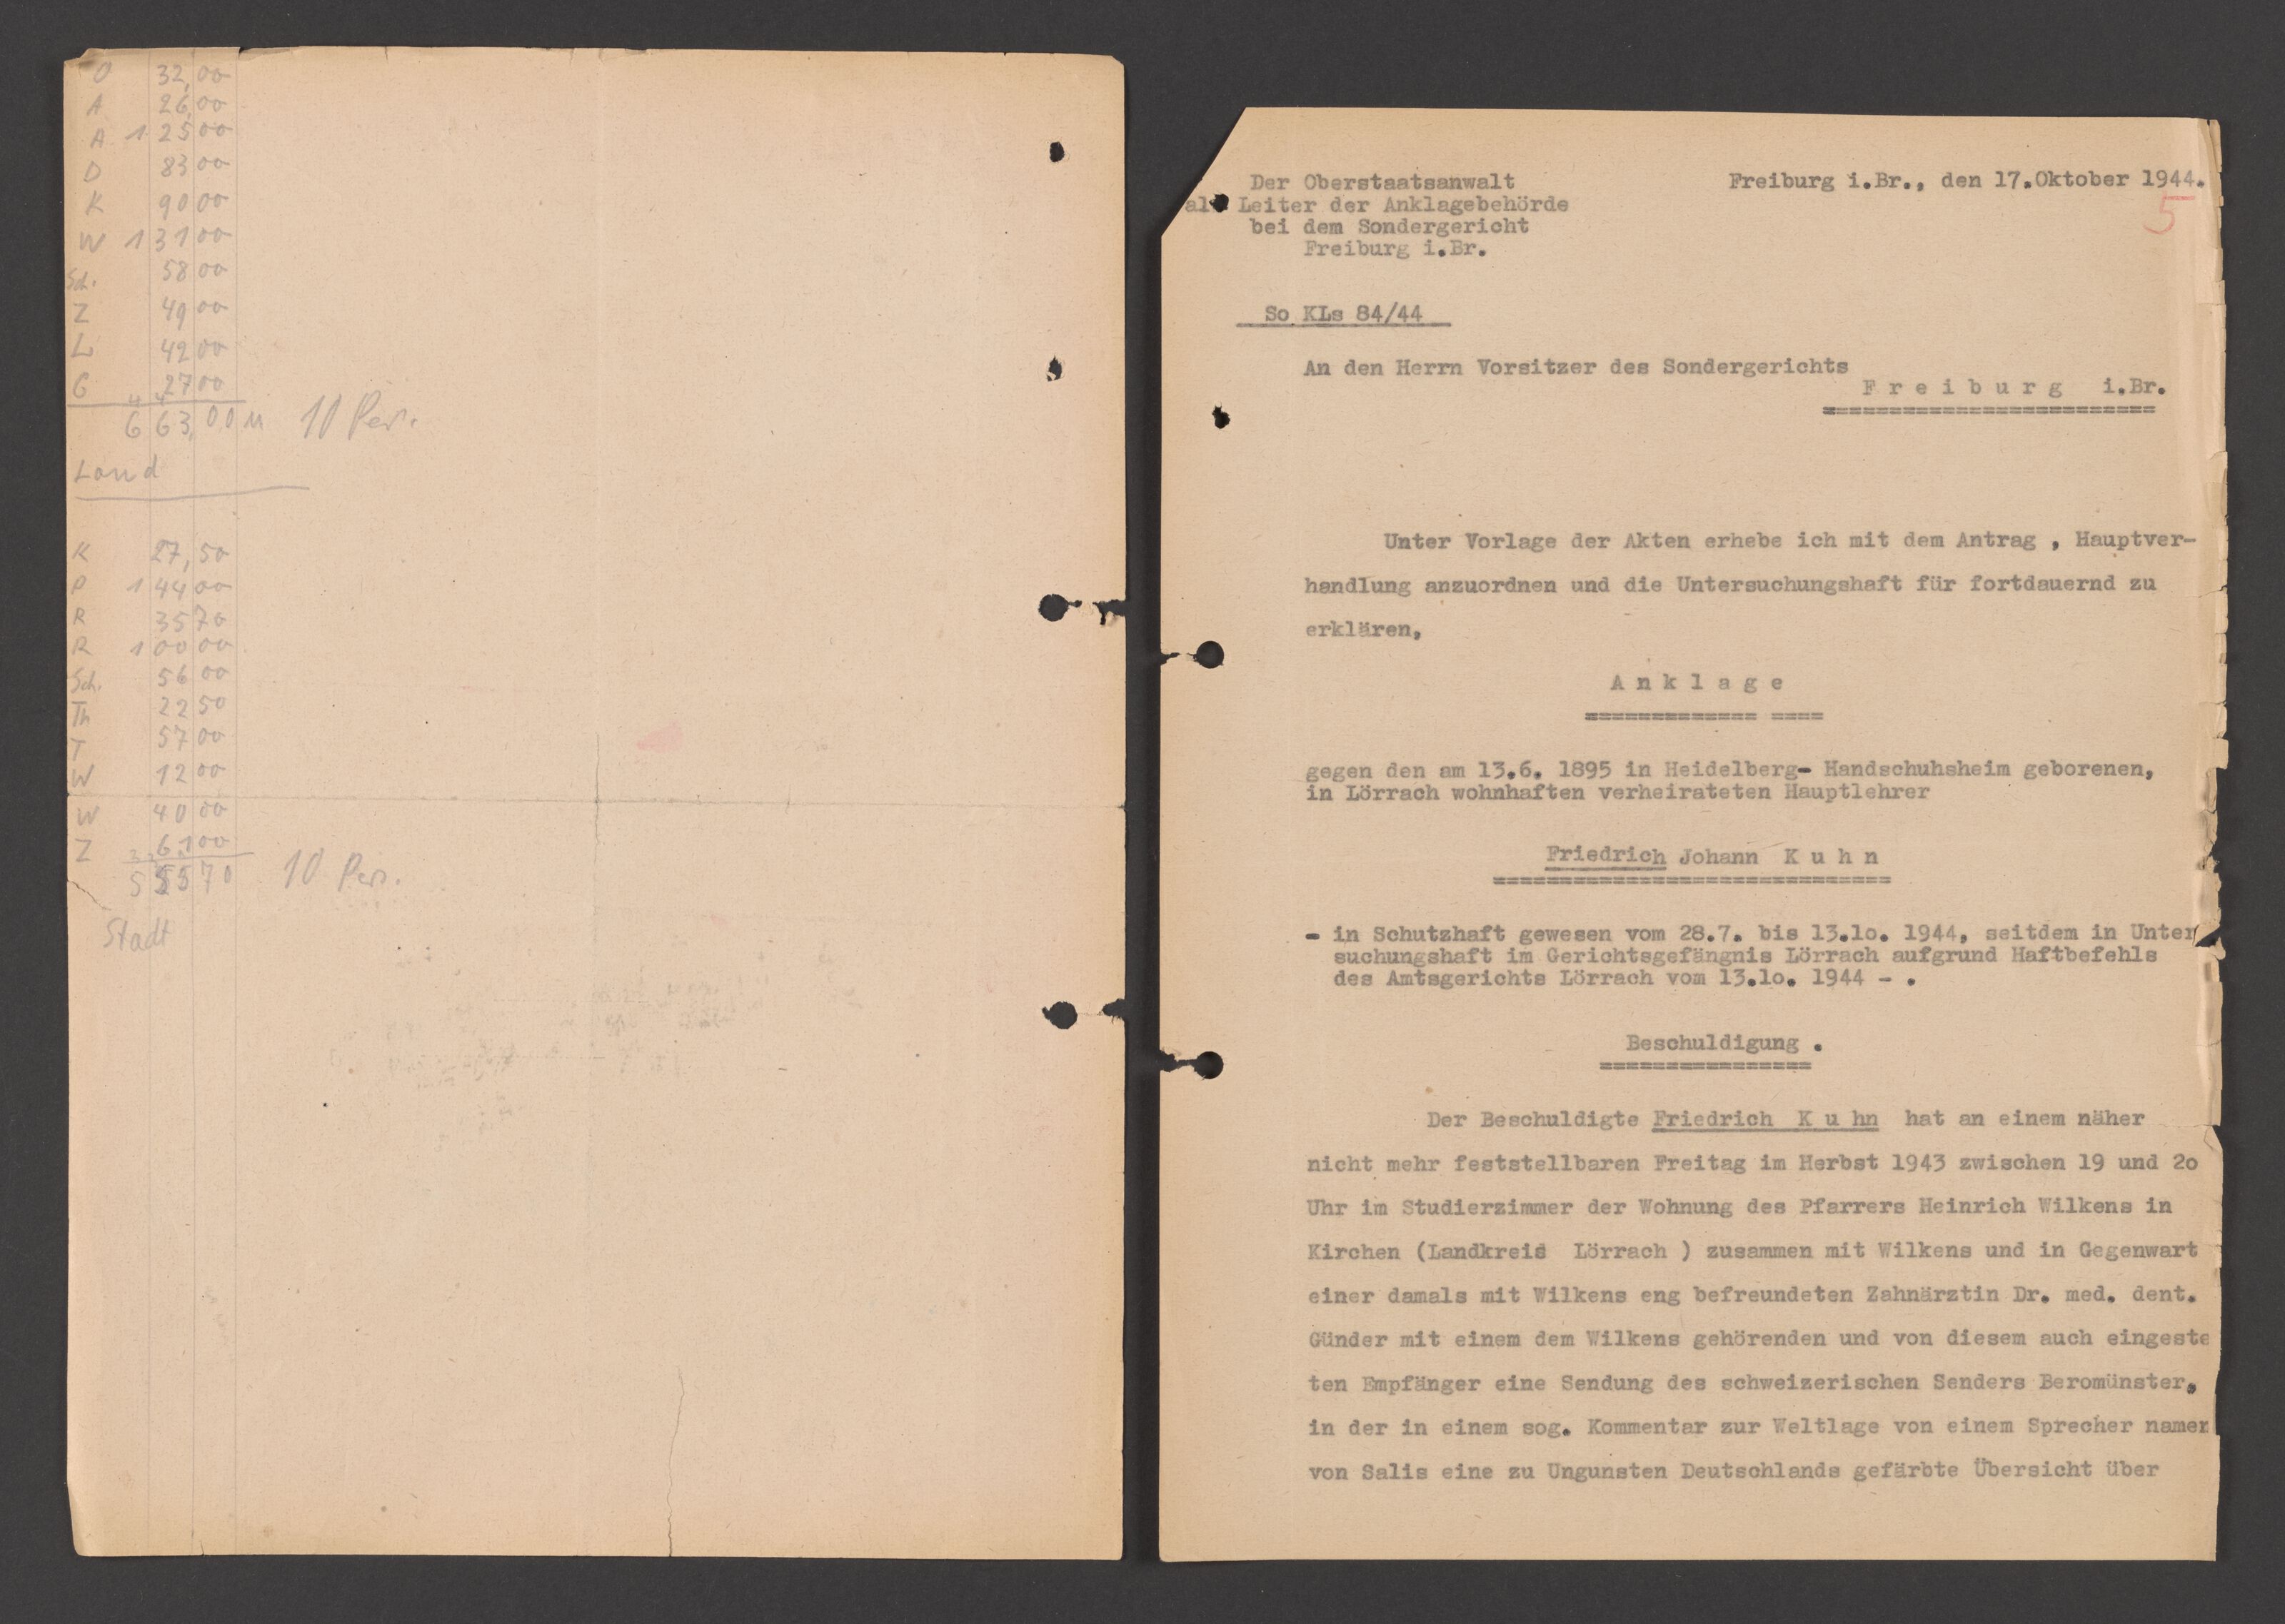 O 32,00
A 26,00
A 125 00
D 83 00
K 90 00
W 131 00
Sch. 58 00
Z 49 00
L 42 00
G 27 00
663,00 M 10 Per.
Land
K 27,50
P 144 00
R 35 70
R 100 00
Sch. 56 00
Th 22 50
T 57 00
W 12 00
W 40 00
Z 61 00
555 70 10 Per.
Stadt
Der Oberstaatsanwalt Freiburg i.Br., den 17.Oktober 1944.
5
als Leiter der Anklagebehörde
bei dem Sondergericht
Freiburg i.Br.
So KLs 84/44
An den Herrn Vorsitzer des Sondergerichts
F r e i b u r g i.Br.
Unter Vorlage der Akten erhebe ich mit dem Antrag , Hauptver-
handlung anzuordnen und die Untersuchungshaft für fortdauernd zu
erklären,
A n k l a g e
gegen den am 13.6. 1895 in Heidelberg- Handschuhsheim geborenen,
in Lörrach wohnhaften verheirateten Hauptlehrer
Friedrich Johann K u h n
- in Schutzhaft gewesen vom 28.7. bis 13.lo. 1944, seitdem in Unter
suchungshaft im Gerichtsgefängnis Lörrach aufgrund Haftbefehls
des Amtsgerichts Lörrach vom 13.lo. 1944 - .
Beschuldigung .
Der Beschuldigte Friedrich K u hn hat an einem näher
nicht mehr feststellbaren Freitag im Herbst 1943 zwischen 19 und 2o
Uhr im Studierzimmer der Wohnung des Pfarrers Heinrich Wilkens in
Kirchen (Landkreis Lörrach ) zusammen mit Wilkens und in Gegenwart
einer damals mit Wilkens eng befreundeten Zahnärztin Dr. med. dent.
Günder mit einem dem Wilkens gehörenden und von diesem auch eingeste
ten Empfänger eine Sendung des schweizerischen Senders Beromünster,
in der in einem sog. Kommentar zur Weltlage von einem Sprecher namen
von Salis eine zu Ungunsten Deutschlands gefärbte Übersicht über